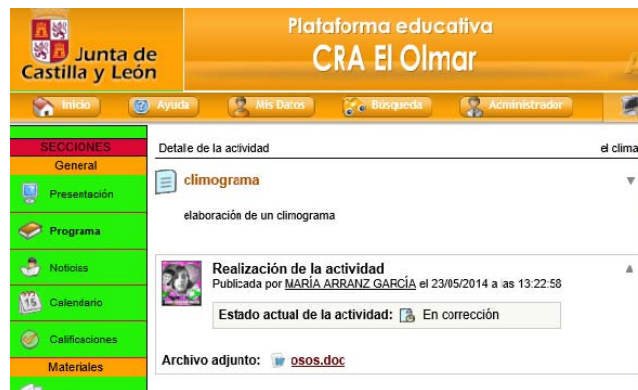 Junta de
Castilla y León
Plataforma educativa
CRA El Olmar
Inicio
Ayuda
Mis Datos
Búsqueda
Administrador
SECCIONES
General
Presentación
Programa
Noticias
15
Calendario
Calificaciones
Materiales
Detalle de la actividad
el clima
climograma
elaboración de un climograma
Realización de la actividad
Publicada por MARÍA ARRANZ GARCÍA el 23/05/2014 a las 13:22:58
Estado actual de la actividad: En corrección
Archivo adjunto: osos.doc